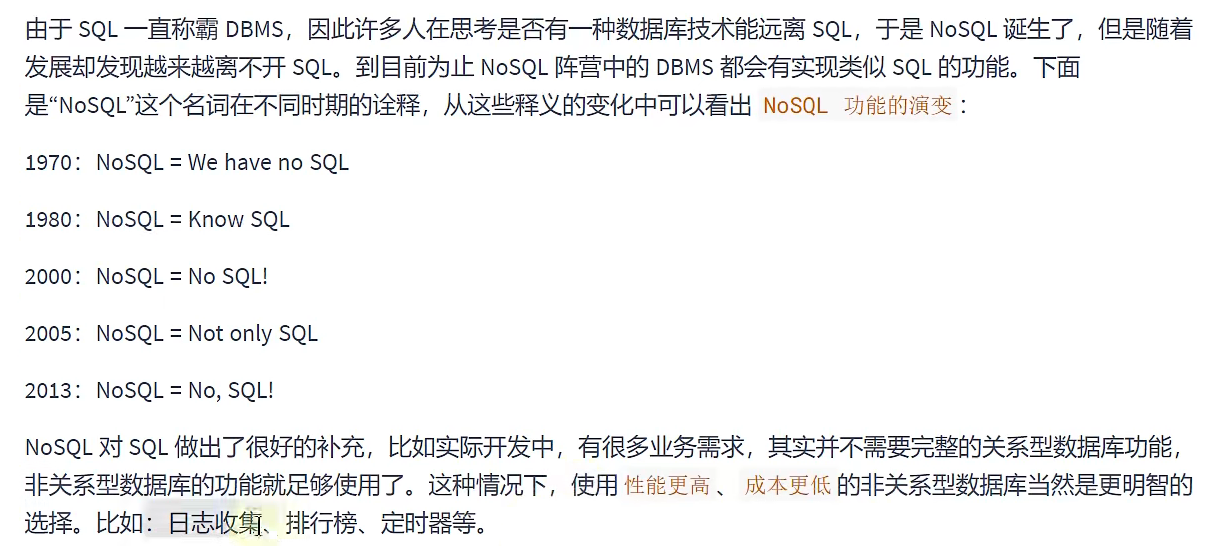 由于 SQL 一直称霸 DBMS，因此许多人在思考是否有一种数据库技术能远离 SQL，于是 NoSQL 诞生了，但是随着
发展却发现越来越离不开 SQL。到目前为止 NoSQL 阵营中的 DBMS 都会有实现类似 SQL 的功能。下面
是“NoSQL”这个名词在不同时期的诠释，从这些释义的变化中可以看出 NoSQL 功能的演变：
1970：NoSQL = We have no SQL
1980：NoSQL = Know SQL
2000：NoSQL = No SQL!
2005：NoSQL = Not only SQL
2013：NoSQL = No, SQL!
NoSQL 对 SQL 做出了很好的补充，比如实际开发中，有很多业务需求，其实并不需要完整的关系型数据库功能，
非关系型数据库的功能就足够使用了。这种情况下，使用 性能更高、成本更低 的非关系型数据库当然是更明智的
选择。比如：日志收集、排行榜、定时器等。